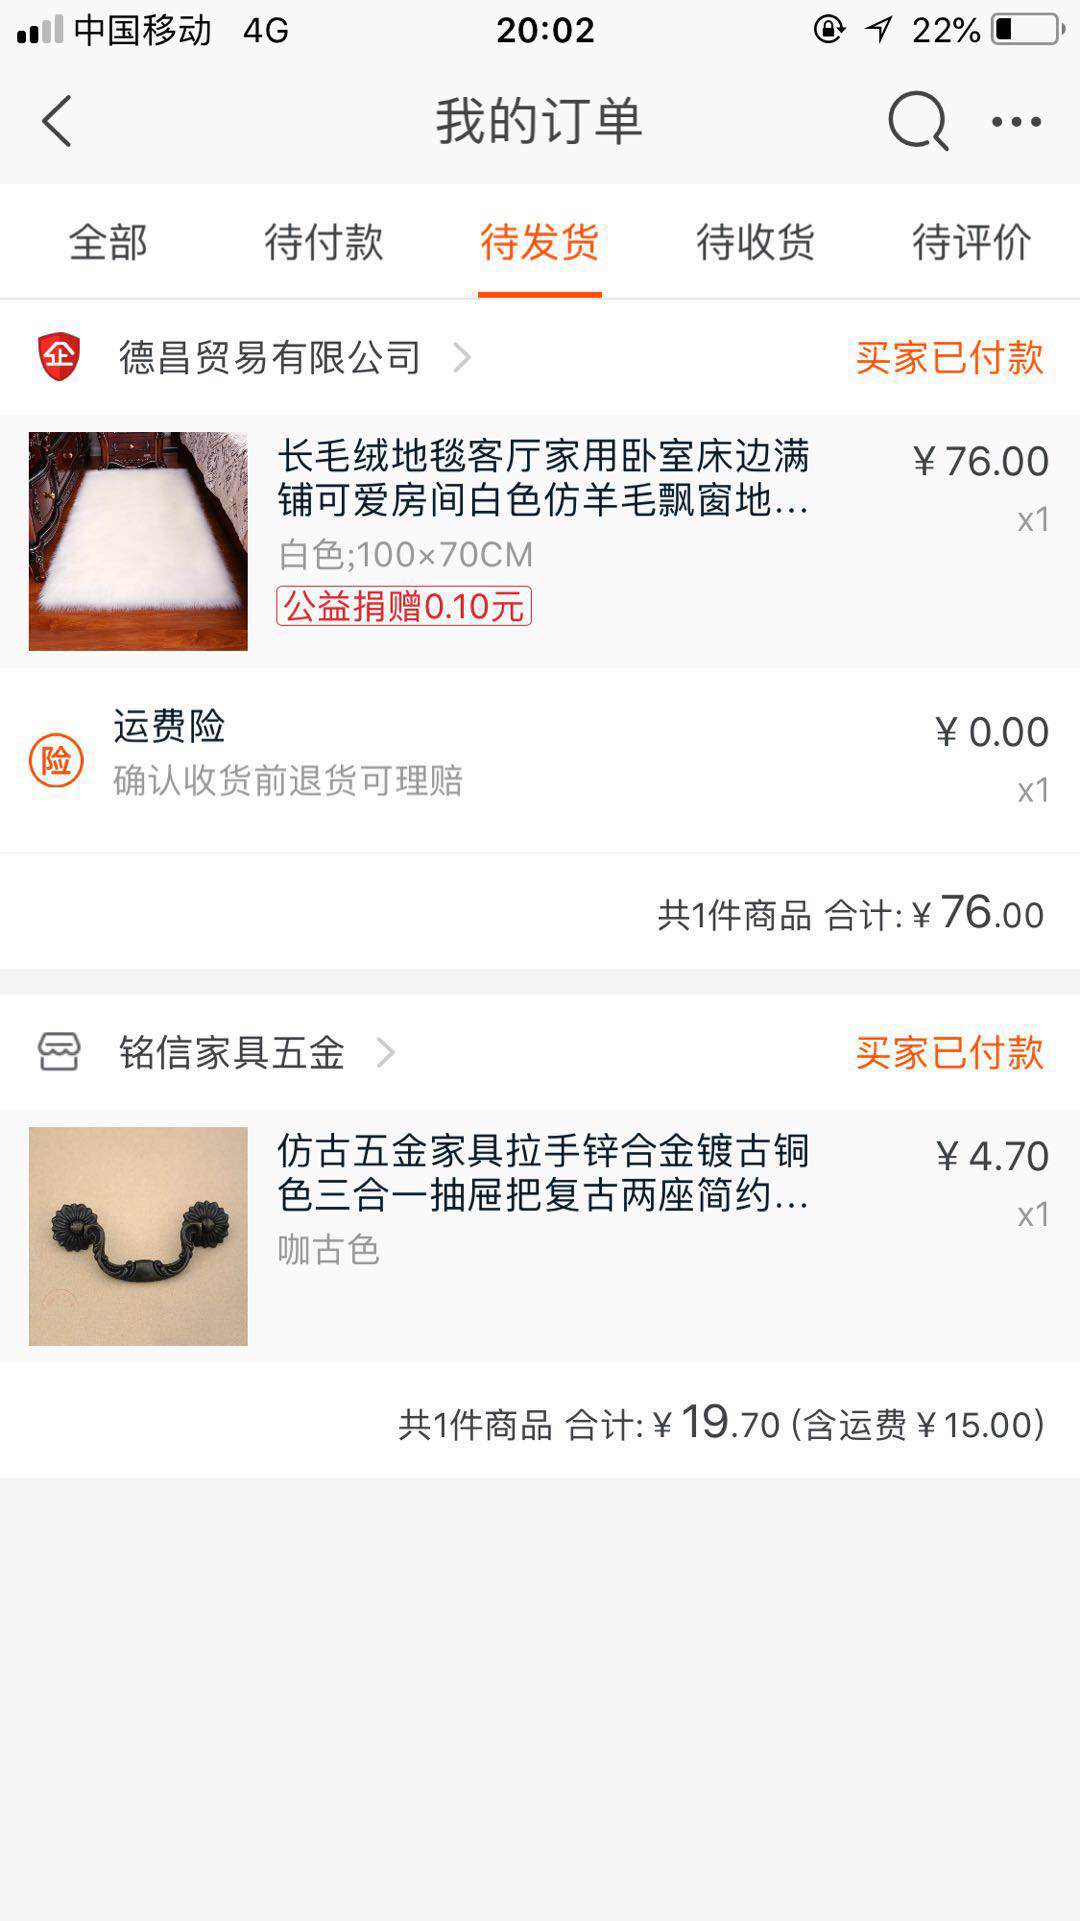 中国移动 4G 20:02 22%
我的订单
全部 待付款 待发货 待收货 待评价
企 德昌贸易有限公司 买家已付款
长毛绒地毯客厅家用卧室床边满 ¥76.00
铺可爱房间白色仿羊毛飘窗地... x1
白色;100×70CM
公益捐赠0.10元
险 运费险 ¥0.00
确认收货前退货可理赔 x1
共1件商品 合计:¥76.00
铭信家具五金 买家已付款
仿古五金家具拉手锌合金镀古铜 ¥4.70
色三合一抽屉把复古两座简约... x1
咖古色
共1件商品 合计:¥19.70(含运费¥15.00)